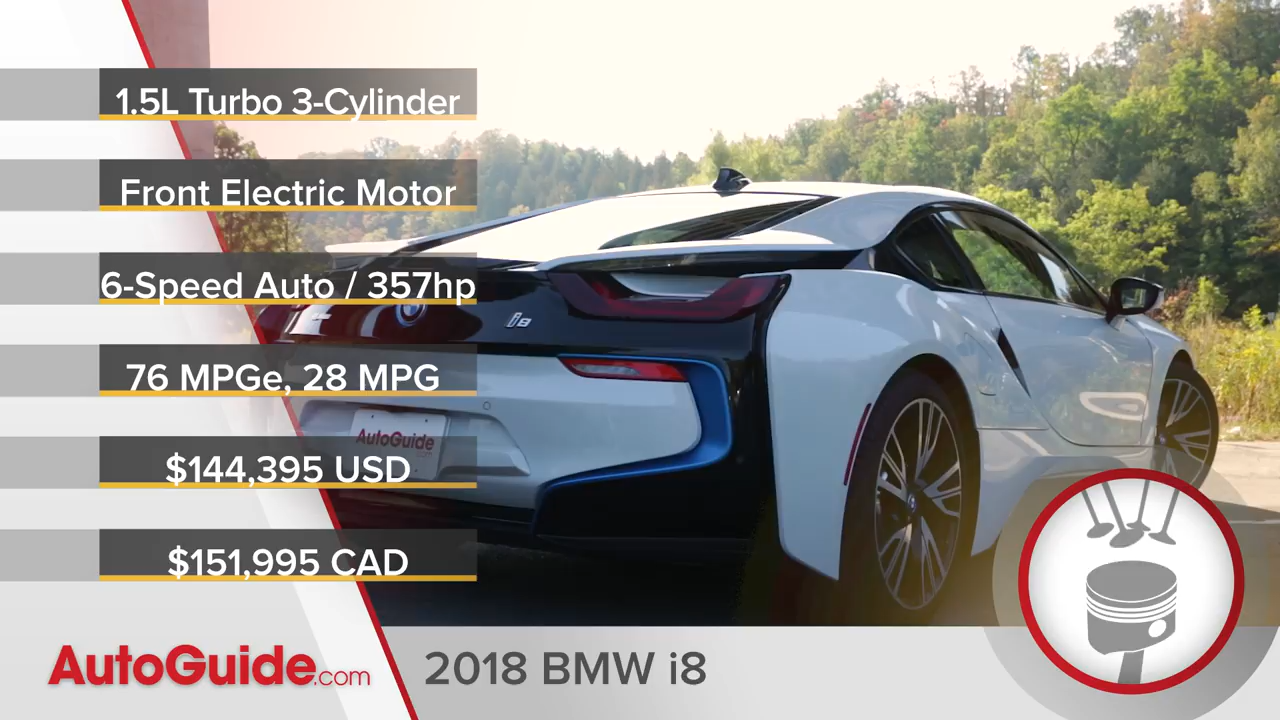 1.5L Turbo 3-Cylinder
Front Electric Motor
6-Speed Auto / 357hp
i8
76 MPGe, 28 MPG
AutoGuide
.com
$144,395 USD
$151,995 CAD
AutoGuide.com
2018 BMW i8